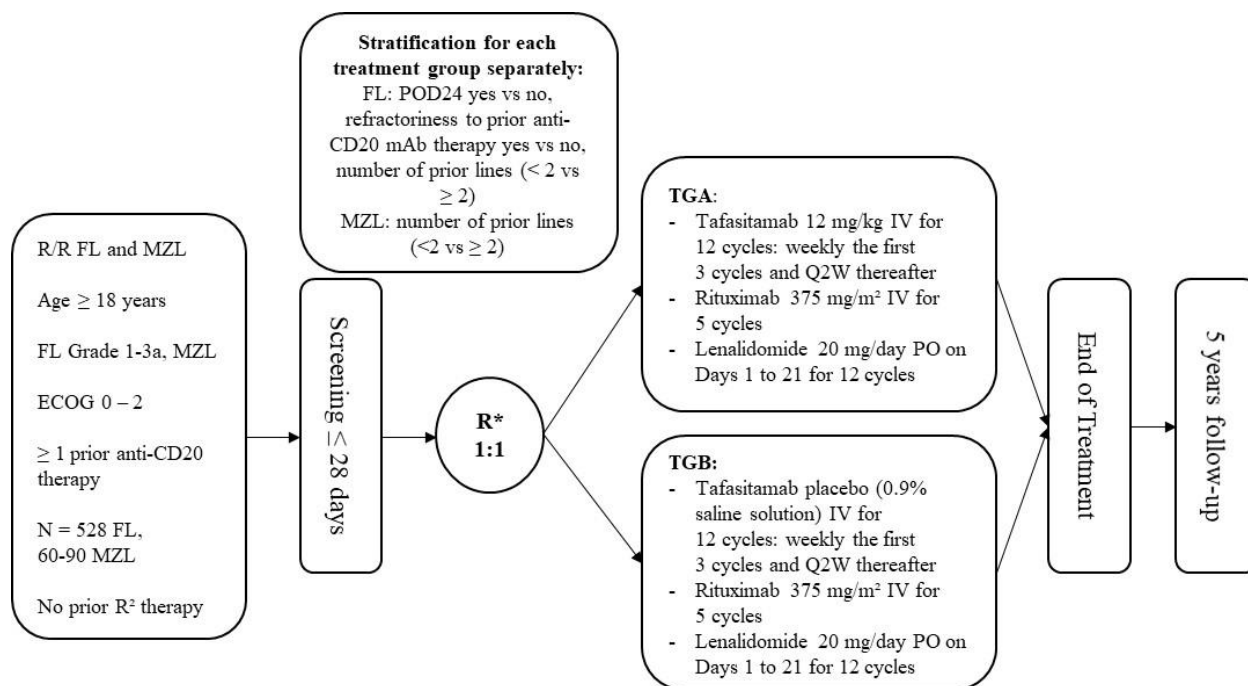 Stratification for each
treatment group separately:
FL: POD24 yes vs no,
refractoriness to prior anti-
CD20 mAb therapy yes vs no,
number of prior lines (< 2 vs
≥ 2)
MZL: number of prior lines
(<2 vs ≥ 2)
R/R FL and MZL
Age ≥ 18 years
FL Grade 1-3a, MZL
ECOG 0 – 2
≥ 1 prior anti-CD20
therapy
N = 528 FL,
60-90 MZL
No prior R² therapy
Screening ≤ 28 days
R*
1:1
TGA:
- Tafasitamab 12 mg/kg IV for
12 cycles: weekly the first
3 cycles and Q2W thereafter
- Rituximab 375 mg/m² IV for
5 cycles
- Lenalidomide 20 mg/day PO on
Days 1 to 21 for 12 cycles
TGB:
- Tafasitamab placebo (0.9%
saline solution) IV for
12 cycles: weekly the first
3 cycles and Q2W thereafter
- Rituximab 375 mg/m² IV for
5 cycles
- Lenalidomide 20 mg/day PO on
Days 1 to 21 for 12 cycles
End of Treatment
5 years follow-up